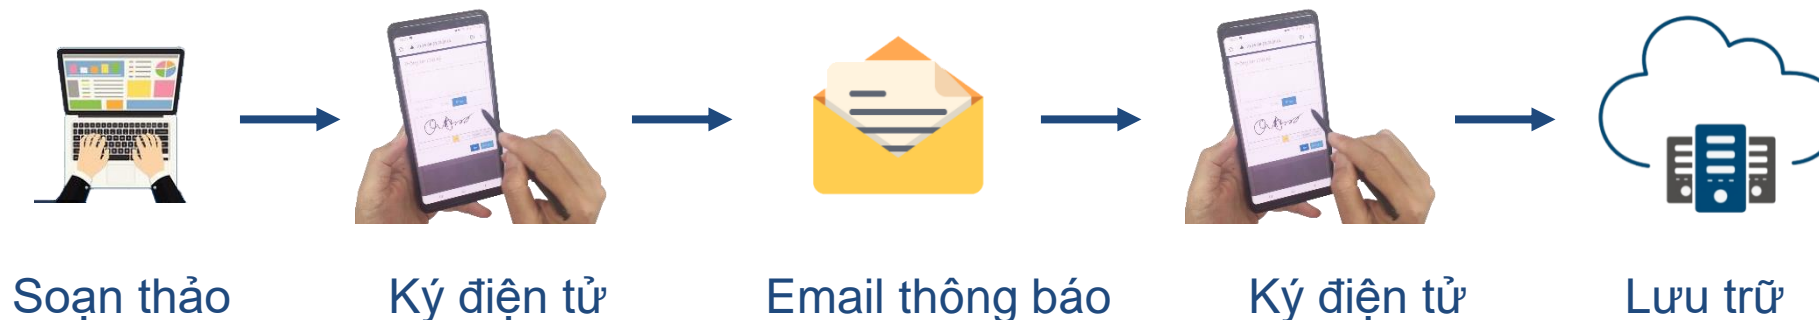 Soạn thảo
Ký điện tử
Email thông báo
Ký điện tử
Lưu trữ